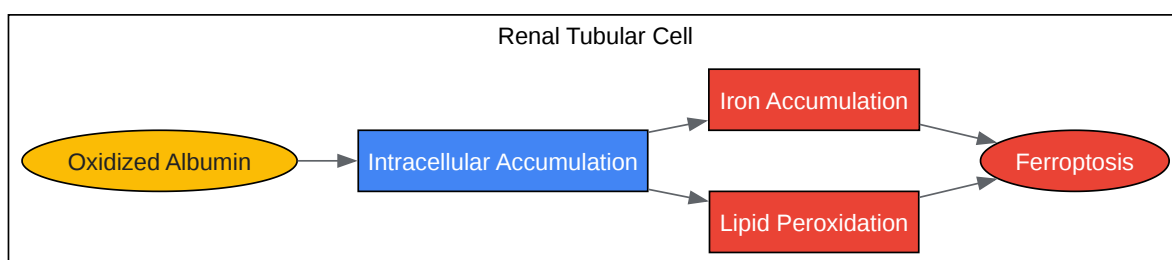 Renal Tubular Cell
Oxidized Albumin
Intracellular Accumulation
Iron Accumulation
Lipid Peroxidation
Ferroptosis